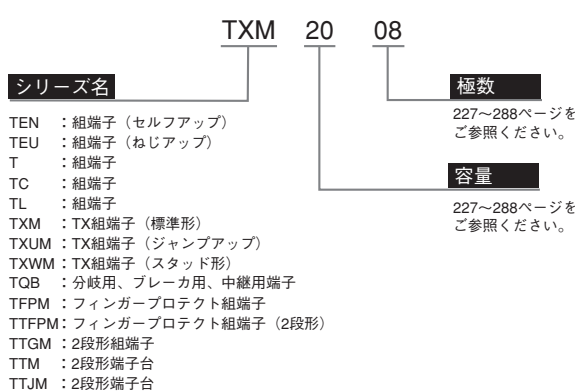 TXM 20 08
シリーズ名
TEN ：組端子（セルフアップ）
TEU ：組端子（ねじアップ）
T ：組端子
TC ：組端子
TL ：組端子
TXM ：TX組端子（標準形）
TXUM ：TX組端子（ジャンプアップ）
TXWM ：TX組端子（スタッド形）
TQB ：分岐用、ブレーカ用、中継用端子
TFPM ：フィンガープロテクト組端子
TTFPM：フィンガープロテクト組端子（2段形）
TTGM ：2段形組端子
TTM ：2段形端子台
TTJM ：2段形端子台
極数
227～288ページを
ご参照ください。
容量
227～288ページを
ご参照ください。